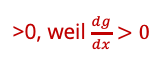 >0, weil dg/dx > 0